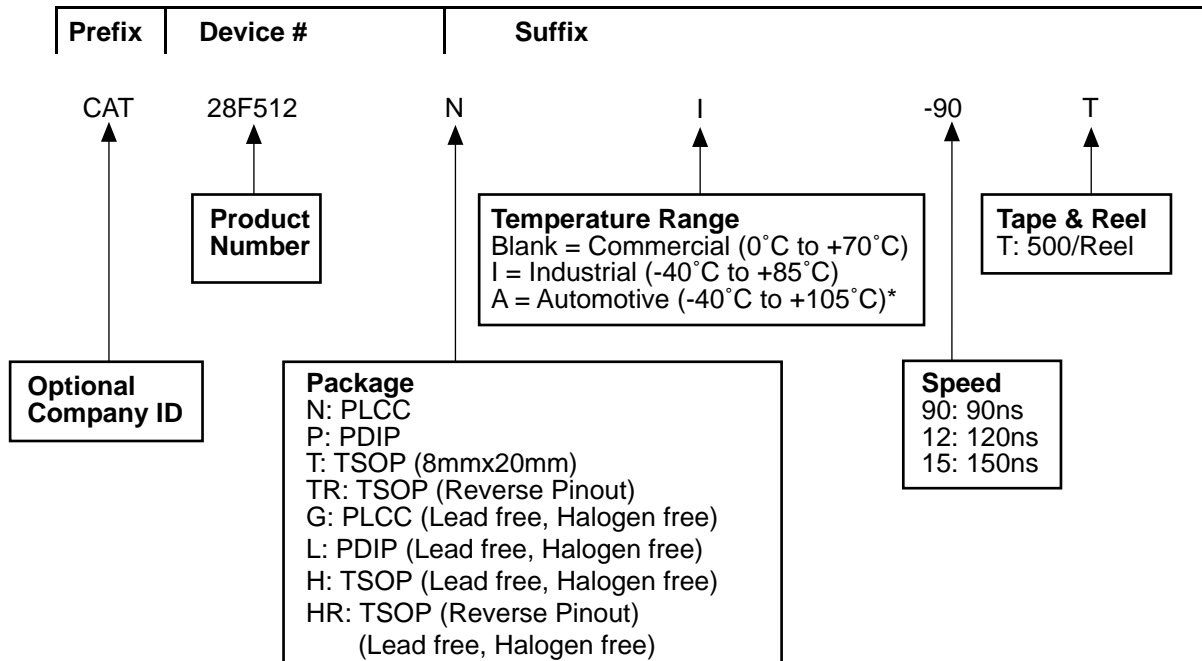 Prefix Device # Suffix
CAT 28F512 N I -90 T
Product
Number
Temperature Range
Blank = Commercial (0˚C to +70˚C)
I = Industrial (-40˚C to +85˚C)
A = Automotive (-40˚C to +105˚C)*
Tape & Reel
T: 500/Reel
Optional
Company ID
Package
N: PLCC
P: PDIP
T: TSOP (8mmx20mm)
TR: TSOP (Reverse Pinout)
G: PLCC (Lead free, Halogen free)
L: PDIP (Lead free, Halogen free)
H: TSOP (Lead free, Halogen free)
HR: TSOP (Reverse Pinout)
(Lead free, Halogen free)
Speed
90: 90ns
12: 120ns
15: 150ns